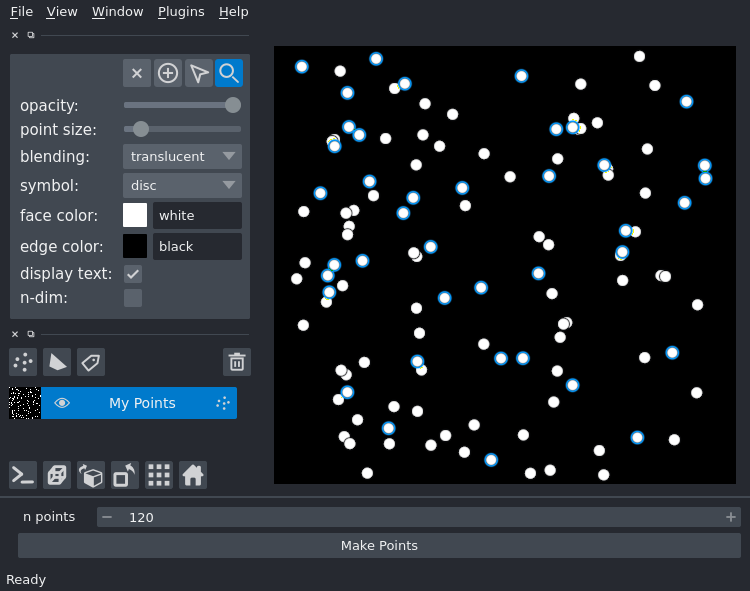 File View Window Plugins Help
opacity:
point size:
blending: translucent
symbol: disc
face color: white
edge color: black
display text:
n-dim:
My Points
n points 120
Make Points
Ready